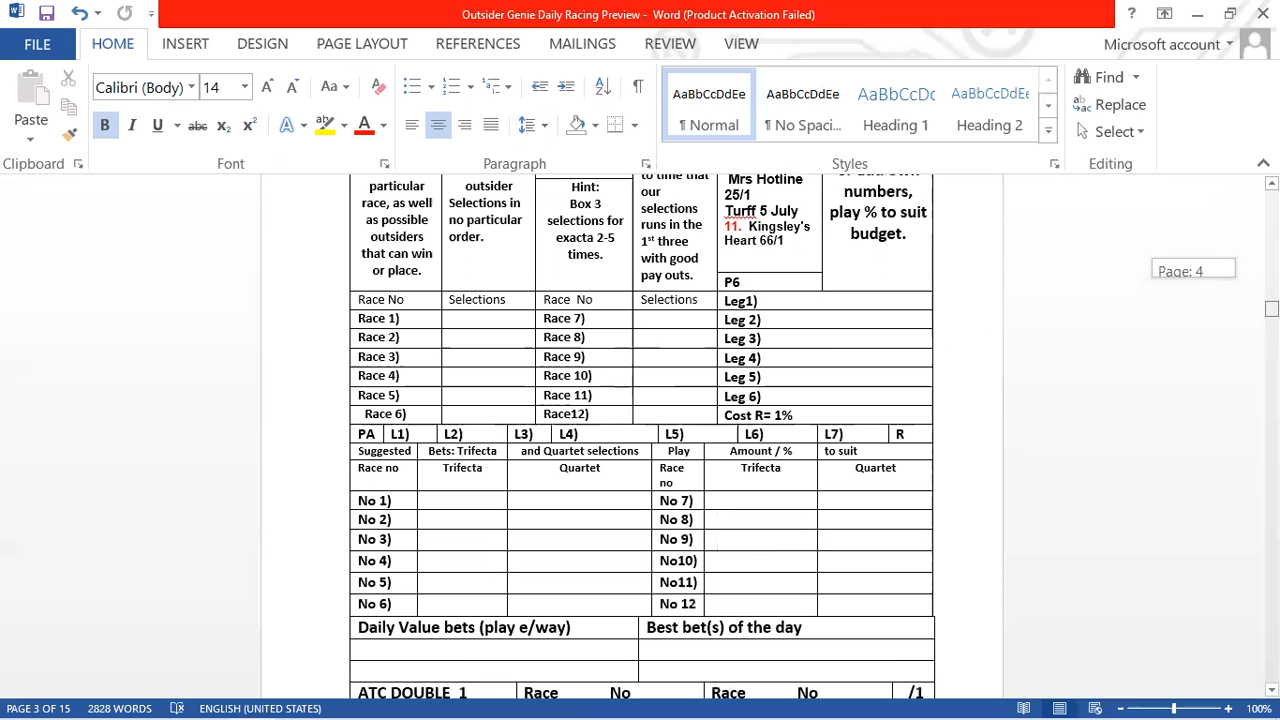 Outsider Genie Daily Racing Preview - Word (Product Activation Failed)
FILE
HOME
INSERT
DESIGN
PAGE LAYOUT
REFERENCES
MAILINGS
REVIEW
VIEW
Microsoft account
Calibri (Body)
14
Paste
Clipboard
Font
Paragraph
AaBbCcDdEe
¶ Normal
AaBbCcDdEe
¶ No Spaci...
AaBbCcDc
Heading 1
AaBbCcDdEe
Heading 2
Styles
Find
Replace
Select
Editing
particular
race, as well
as possible
outsiders
that can win
or place.
outsider
Selections in
no particular
order.
Hint:
Box 3
selections for
exacta 2-5
times.
to time that
our
selections
runs in the
1st three
with good
pay outs.
Mrs Hotline
25/1
Turff 5 July
11. Kingsley's
Heart 66/1
P6
numbers,
play % to suit
budget.
Page: 4
Race No Selections Race No Selections Leg1)
Race 1) Race 7) Leg 2)
Race 2) Race 8) Leg 3)
Race 3) Race 9) Leg 4)
Race 4) Race 10) Leg 5)
Race 5) Race 11) Leg 6)
Race 6) Race12) Cost R= 1%
PA L1) L2) L3) L4) L5) L6) L7) R
Suggested Bets: Trifecta and Quartet selections Play Amount / % to suit
Race no Trifecta Quartet Race no Trifecta Quartet
No 1) No 7)
No 2) No 8)
No 3) No 9)
No 4) No10)
No 5) No11)
No 6) No 12
Daily Value bets (play e/way) Best bet(s) of the day
ATC DOUBLE 1 Race No Race No /1
PAGE 3 OF 15
2828 WORDS
ENGLISH (UNITED STATES)
100%